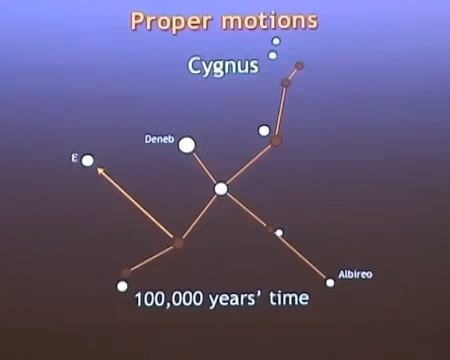 Proper motions
Cygnus
Deneb
ε
Albireo
100,000 years' time